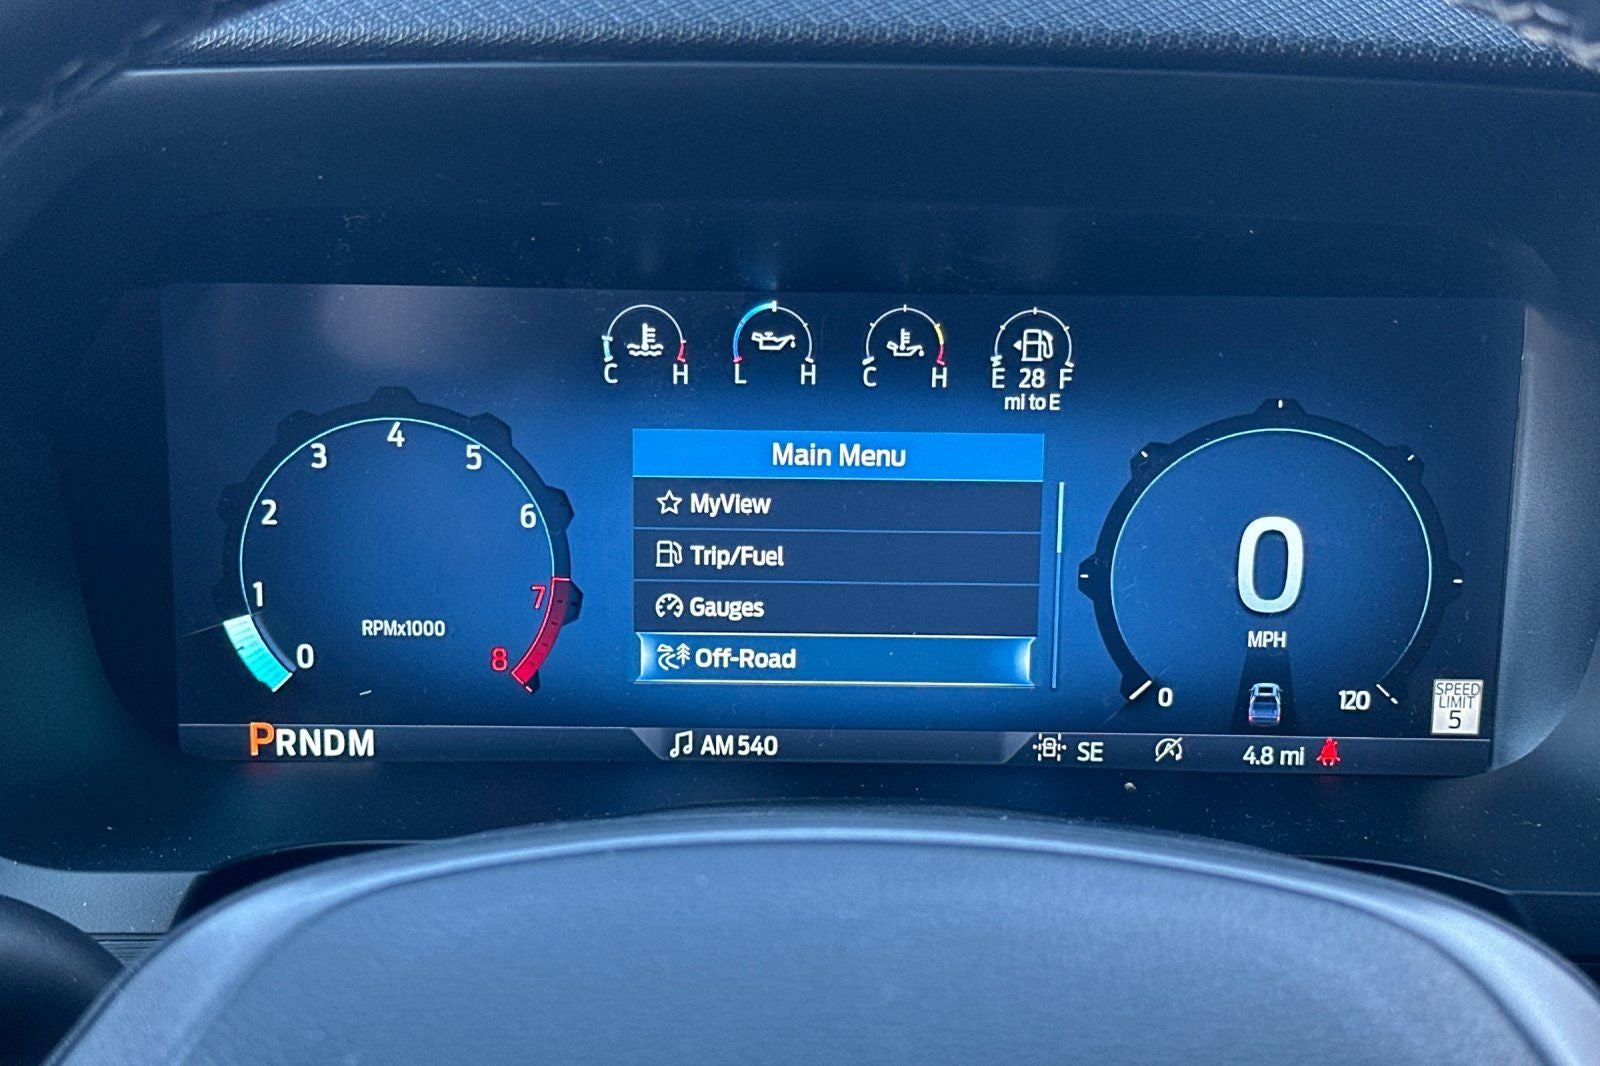 C H
L H
C H
E 28 F
mi to E
0 1 2 3 4 5 6 7 8
RPMx1000
Main Menu
MyView
Trip/Fuel
Gauges
Off-Road
0
MPH
0 120
SPEED
LIMIT
5
PRNDM
AM 540
SE
4.8 mi